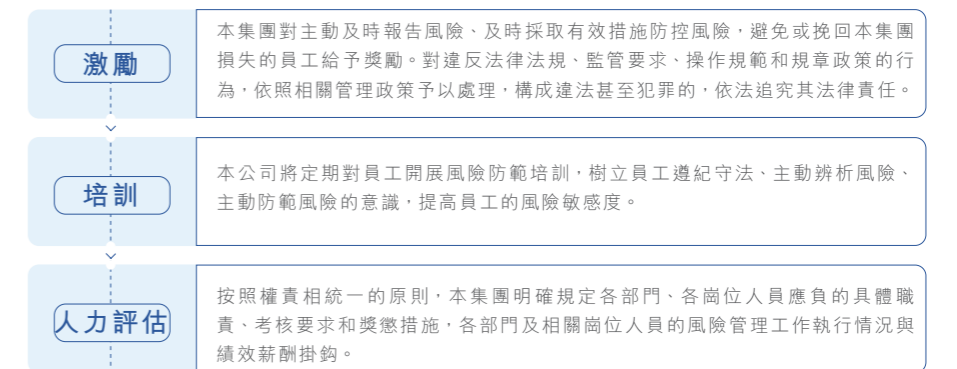 激勵
本集團對主動及時報告風險、及時採取有效措施防控風險，避免或挽回本集團
損失的員工給予獎勵。對違反法律法規、監管要求、操作規範和規章政策的行
為，依照相關管理政策予以處理，構成違法甚至犯罪的，依法追究其法律責任。
培訓
本公司將定期對員工開展風險防範培訓，樹立員工遵紀守法、主動辨析風險、
主動防範風險的意識，提高員工的風險敏感度。
人力評估
按照權責相統一的原則，本集團明確規定各部門、各崗位人員應負的具體職
責、考核要求和獎懲措施，各部門及相關崗位人員的風險管理工作執行情況與
績效薪酬掛鈎。